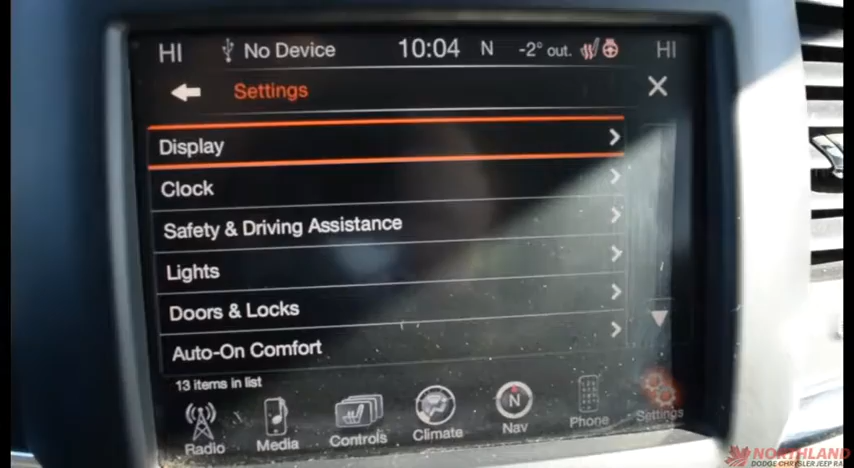 HI No Device 10:04 N -2° out. HI
Settings
Display
Clock
Safety & Driving Assistance
Lights
Doors & Locks
Auto-On Comfort
13 items in list
Radio Media Controls Climate Nav Phone Settings
N
NORTHLAND
DODGE CHRYSLER JEEP RA